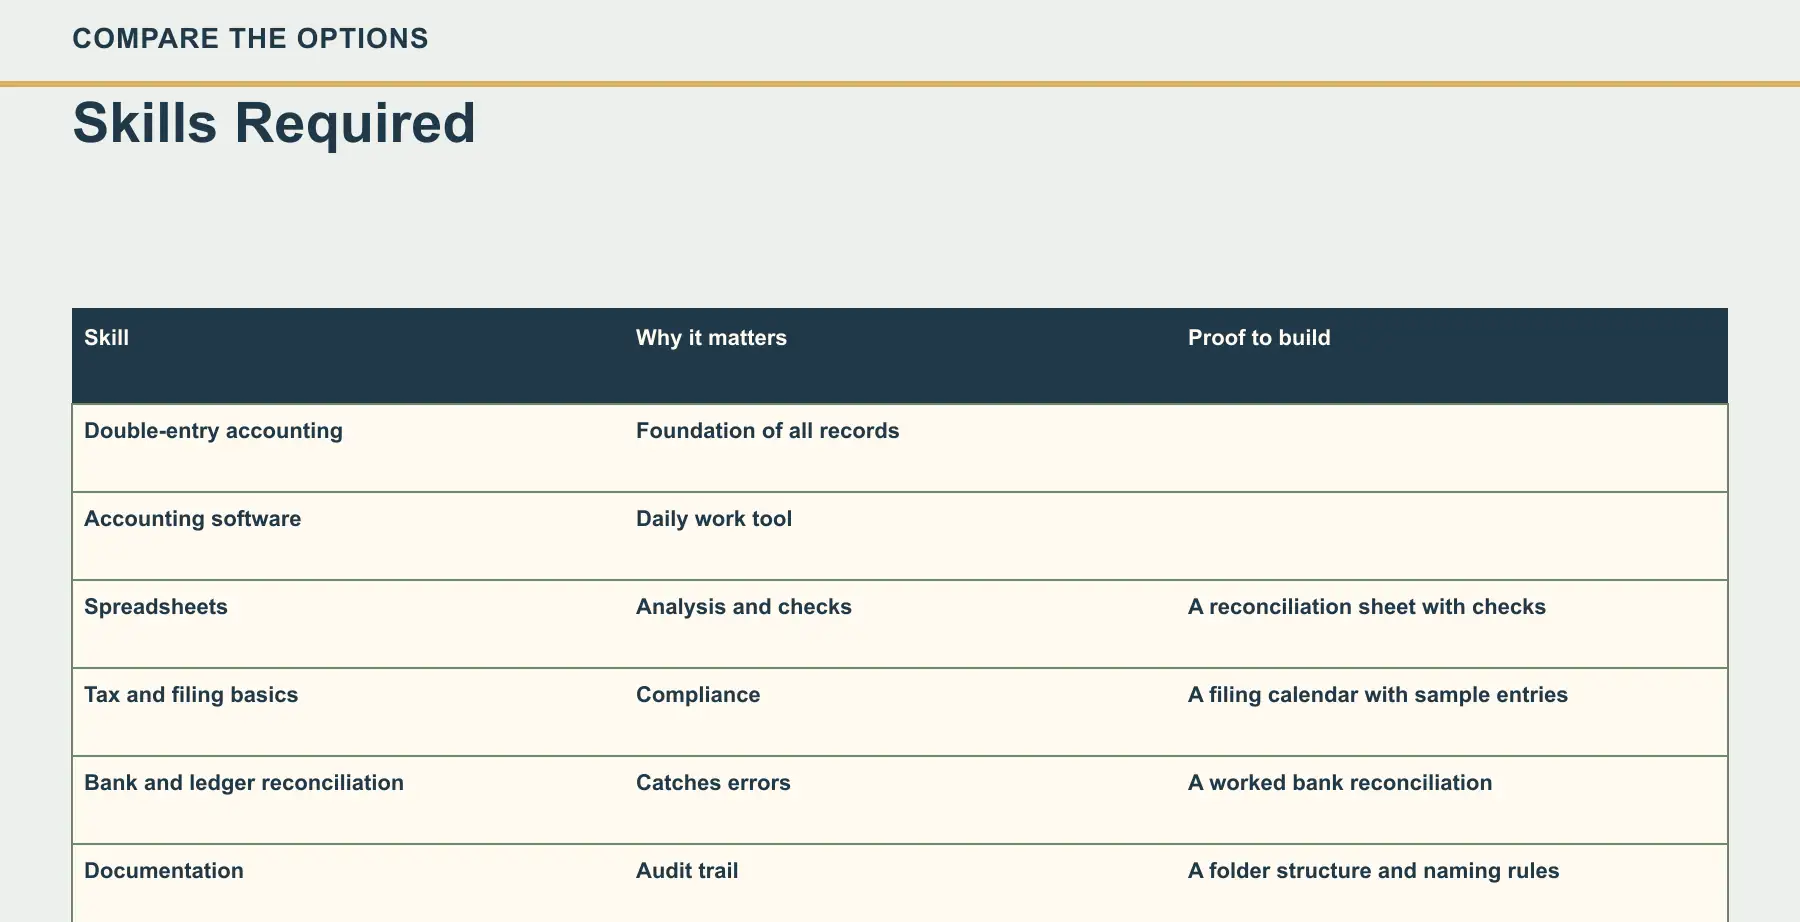 COMPARE THE OPTIONS
Skills Required
Skill Why it matters Proof to build
Double-entry accounting Foundation of all records
Accounting software Daily work tool
Spreadsheets Analysis and checks A reconciliation sheet with checks
Tax and filing basics Compliance A filing calendar with sample entries
Bank and ledger reconciliation Catches errors A worked bank reconciliation
Documentation Audit trail A folder structure and naming rules